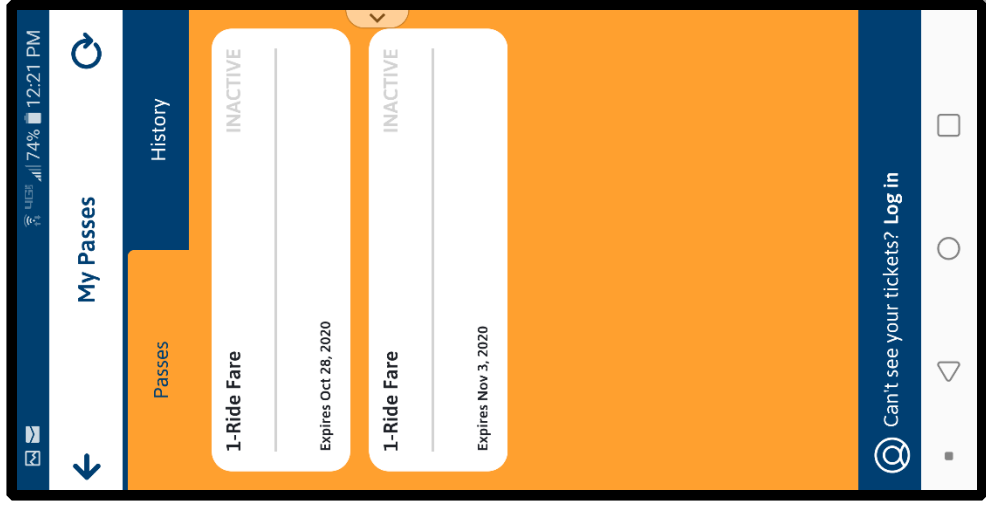 4GE 74% 12:21 PM
My Passes
Passes
History
1-Ride Fare
INACTIVE
Expires Oct 28, 2020
1-Ride Fare
INACTIVE
Expires Nov 3, 2020
Can't see your tickets? Log in